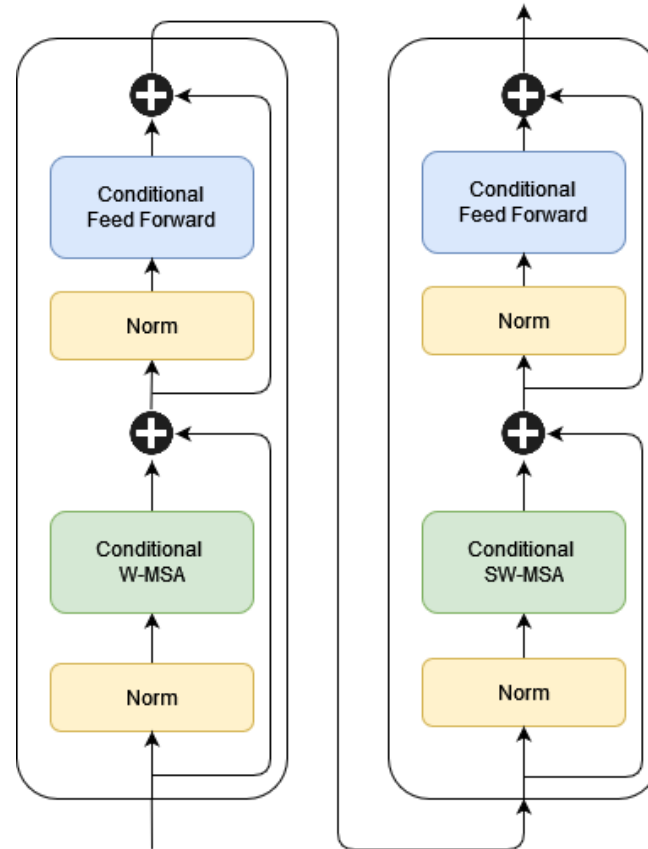 Conditional
Feed Forward
Norm
Conditional
W-MSA
Norm
Conditional
Feed Forward
Norm
Conditional
SW-MSA
Norm